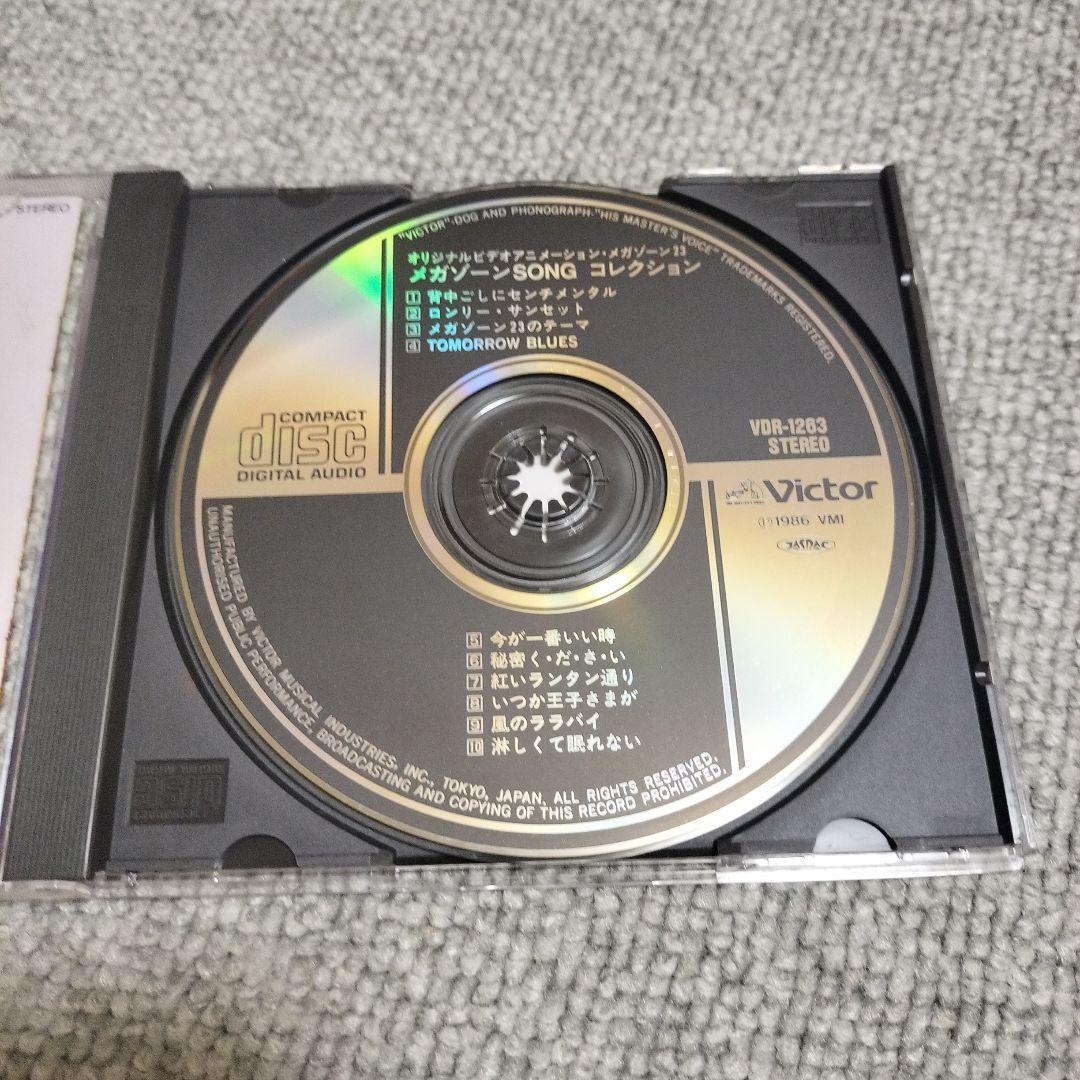 STEREO
"VICTOR"-DOG AND PHONOGRAPH-"HIS MASTER'S VOICE" TRADEMARKS REGISTERED.
オリジナルビデオアニメーション・メガゾーン23
メガゾーンSONG コレクション
1 背中ごしにセンチメンタル
2 ロンリー・サンセット
3 メガゾーン23のテーマ
4 TOMORROW BLUES
COMPACT
disc
DIGITAL AUDIO
VDR-1263
STEREO
Victor
Ⓟ1986 VMI
JASRAC
5 今が一番いい時
6 秘密く・だ・さ・い
7 紅いランタン通り
8 いつか王子さまが
9 風のララバイ
10 淋しくて眠れない
MANUFACTURED BY VICTOR MUSICAL INDUSTRIES, INC., TOKYO, JAPAN, ALL RIGHTS RESERVED.
UNAUTHORISED PUBLIC PERFORMANCE, BROADCASTING AND COPYING OF THIS RECORD PROHIBITED.